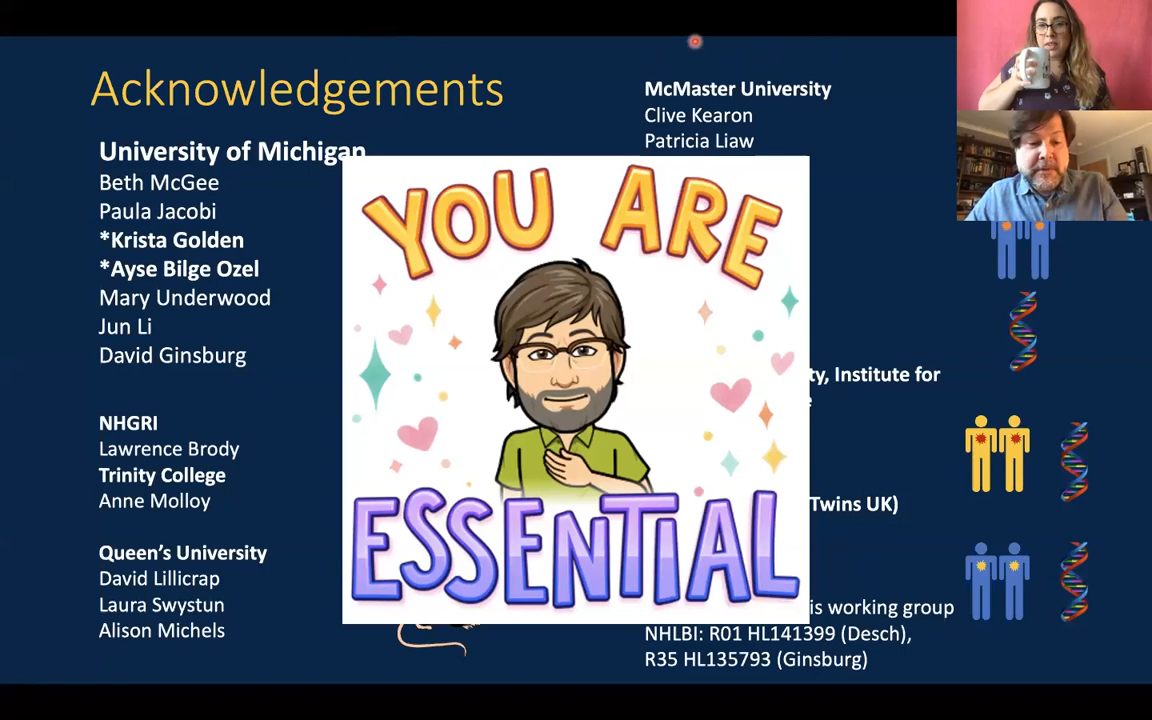 Acknowledgements
University of Michigan
Beth McGee
Paula Jacobi
*Krista Golden
*Ayse Bilge Ozel
Mary Underwood
Jun Li
David Ginsburg
NHGRI
Lawrence Brody
Trinity College
Anne Molloy
Queen’s University
David Lillicrap
Laura Swystun
Alison Michels
YOU ARE
ESSENTIAL
McMaster University
Clive Kearon
Patricia Liaw
Institute for
Twins UK)
working group
NHLBI: R01 HL141399 (Desch),
R35 HL135793 (Ginsburg)